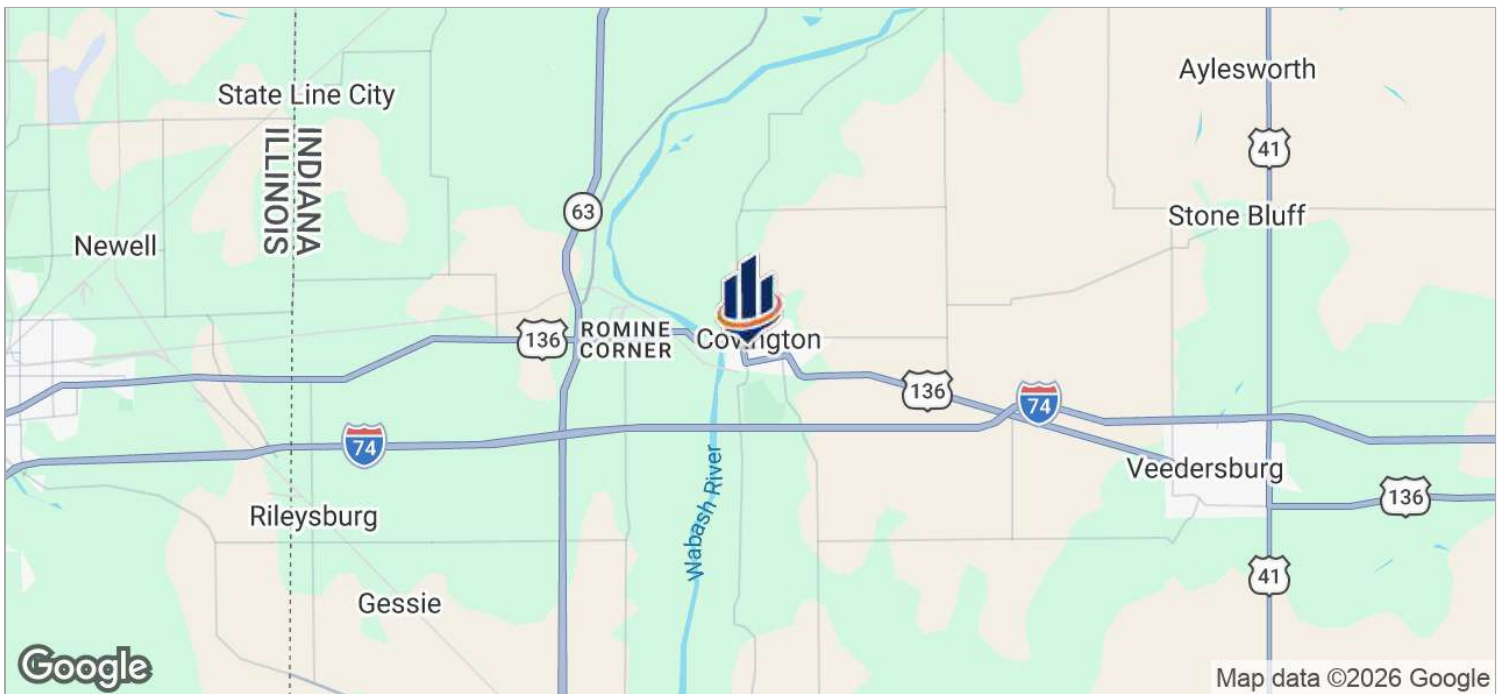 Aylesworth
State Line City
INDIANA
ILLINOIS
41
63
Stone Bluff
Newell
136
ROMINE
CORNER
Covington
136
74
74
Veedersburg
136
Rileysburg
Wabash River
41
Gessie
Google
Map data ©2026 Google